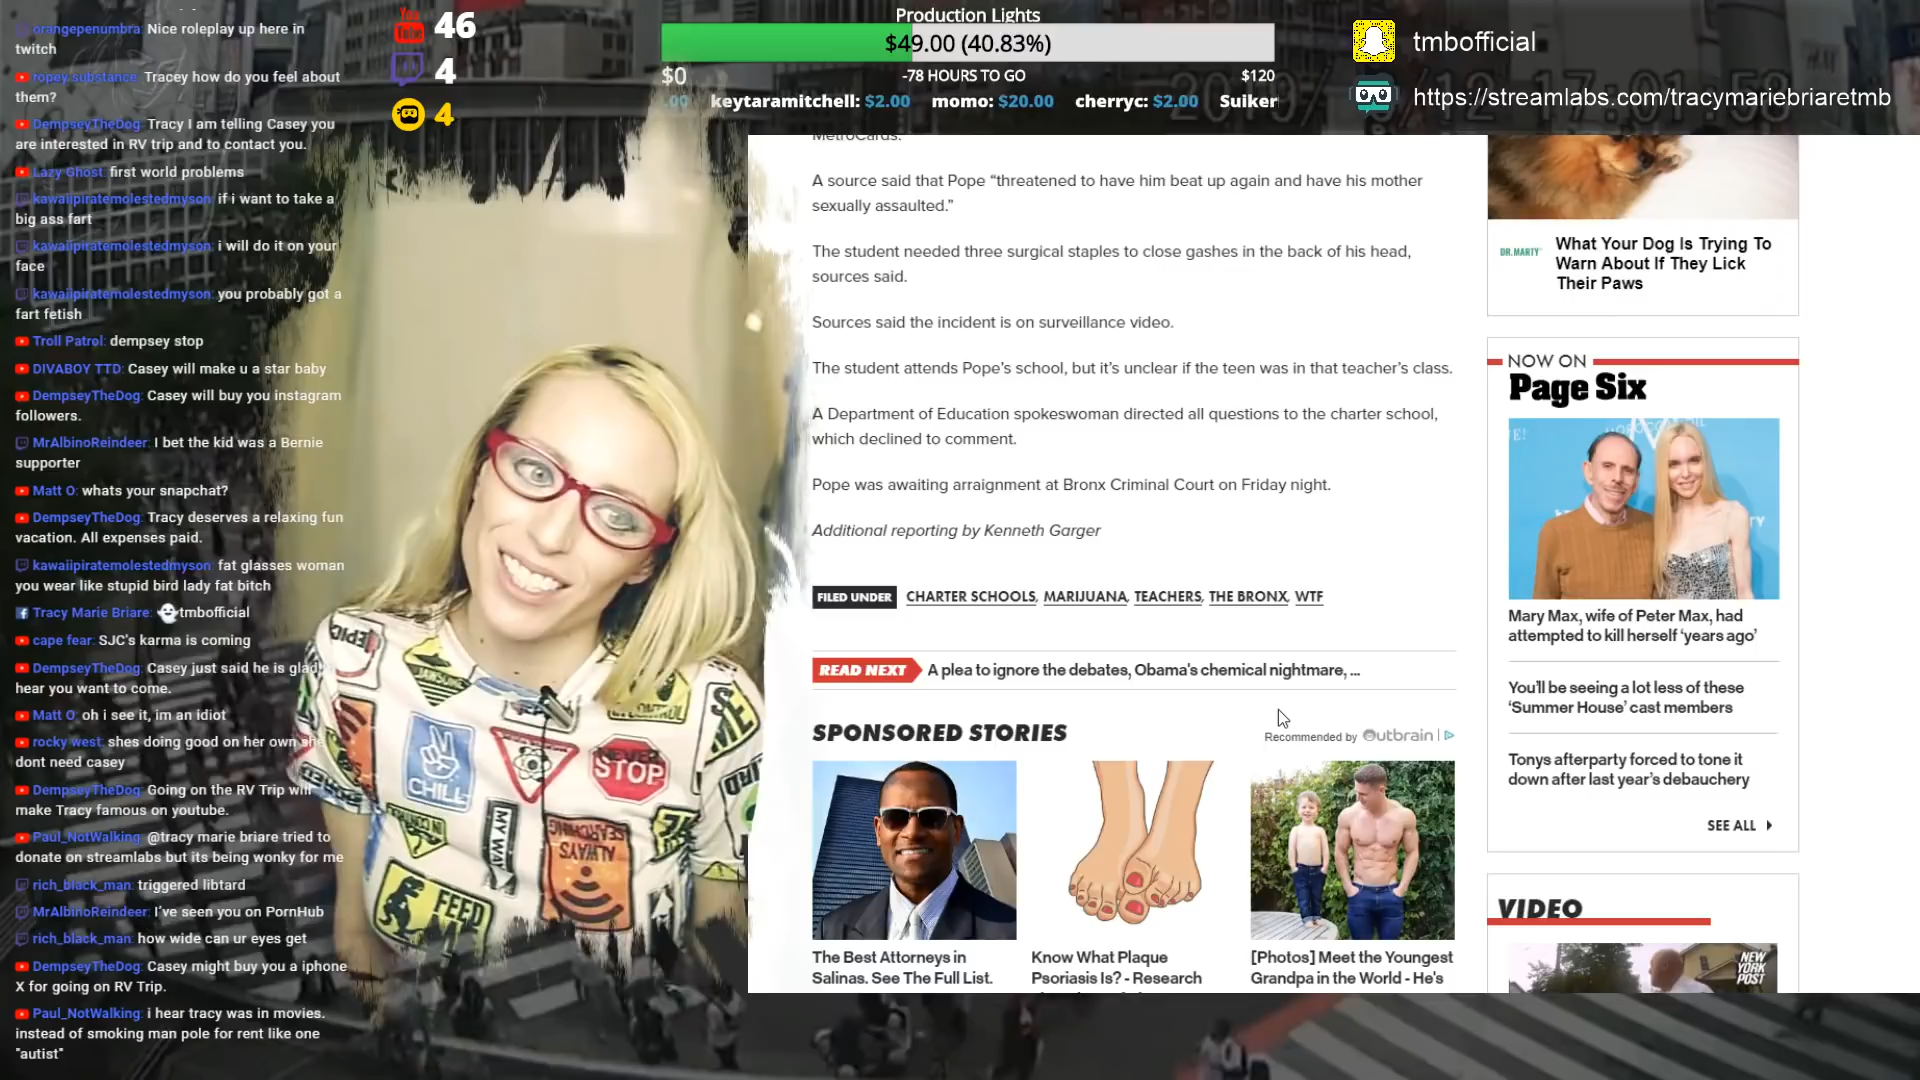 orangepenumbra: Nice roleplay up here in
twitch
ropey substance: Tracey how do you feel about
them?
DempseyTheDog: Tracy I am telling Casey you
are interested in RV trip and to contact you.
Lazy Ghost: first world problems
kawaiipiratemolestedmyson: if i want to take a
big ass fart
kawaiipiratemolestedmyson: i will do it on your
face
kawaiipiratemolestedmyson: you probably got a
fart fetish
Troll Patrol: dempsey stop
DIVABOY TTD: Casey will make u a star baby
DempseyTheDog: Casey will buy you instagram
followers.
MrAlbinoReindeer: I bet the kid was a Bernie
supporter
Matt O: whats your snapchat?
DempseyTheDog: Tracy deserves a relaxing fun
vacation. All expenses paid.
kawaiipiratemolestedmyson: fat glasses woman
you wear like stupid bird lady fat bitch
Tracy Marie Briare: tmbofficial
cape fear: SJC's karma is coming
DempseyTheDog: Casey just said he is glad
hear you want to come.
Matt O: oh i see it, im an idiot
rocky west: shes doing good on her own she
dont need casey
DempseyTheDog: Going on the RV Trip will
make Tracy famous on youtube.
Paul_NotWalking: @tracy marie briare tried to
donate on streamlabs but its being wonky for me
rich_black_man: triggered libtard
MrAlbinoReindeer: I've seen you on PornHub
rich_black_man: how wide can ur eyes get
DempseyTheDog: Casey might buy you a iphone
X for going on RV Trip.
Paul_NotWalking: i hear tracy was in movies.
instead of smoking man pole for rent like one
"autist"
You
Tube
46
4
4
Production Lights
$49.00 (40.83%)
$0
-78 HOURS TO GO
$120
.00 keytaramitchell: $2.00 momo: $20.00 cherryc: $2.00 Suiker
tmbofficial
https://streamlabs.com/tracymariebriaretmb
MetroCards.
A source said that Pope “threatened to have him beat up again and have his mother
sexually assaulted.”
The student needed three surgical staples to close gashes in the back of his head,
sources said.
Sources said the incident is on surveillance video.
The student attends Pope's school, but it's unclear if the teen was in that teacher's class.
A Department of Education spokeswoman directed all questions to the charter school,
which declined to comment.
Pope was awaiting arraignment at Bronx Criminal Court on Friday night.
Additional reporting by Kenneth Garger
FILED UNDER CHARTER SCHOOLS, MARIJUANA, TEACHERS, THE BRONX, WTF
READ NEXT A plea to ignore the debates, Obama's chemical nightmare, ...
SPONSORED STORIES
Recommended by Outbrain
The Best Attorneys in
Salinas. See The Full List.
Know What Plaque
Psoriasis Is? - Research
[Photos] Meet the Youngest
Grandpa in the World - He's
DR.MARTY
What Your Dog Is Trying To
Warn About If They Lick
Their Paws
NOW ON
Page Six
Mary Max, wife of Peter Max, had
attempted to kill herself ‘years ago’
You'll be seeing a lot less of these
‘Summer House’ cast members
Tonys afterparty forced to tone it
down after last year's debauchery
SEE ALL
VIDEO
NEW
YORK
POST
EPIC
CHILL
NEVER
STOP
MY WAY
ALWAYS
SEARCHING
FEED